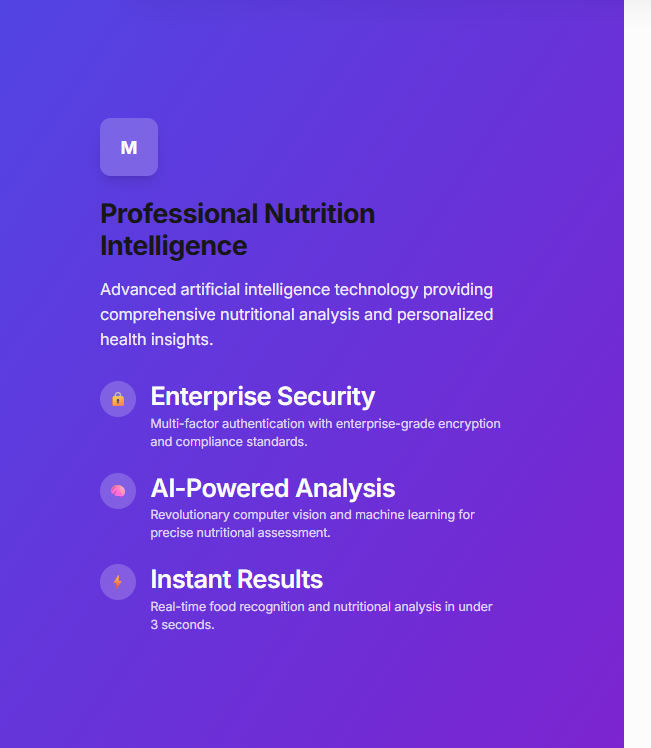 M
Professional Nutrition
Intelligence
Advanced artificial intelligence technology providing
comprehensive nutritional analysis and personalized
health insights.
Enterprise Security
Multi-factor authentication with enterprise-grade encryption
and compliance standards.
AI-Powered Analysis
Revolutionary computer vision and machine learning for
precise nutritional assessment.
Instant Results
Real-time food recognition and nutritional analysis in under
3 seconds.